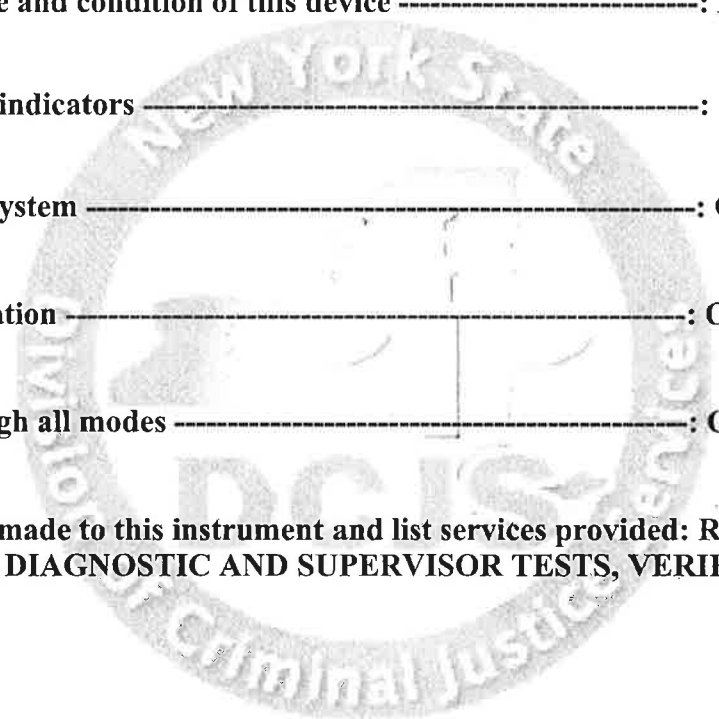 e and condition of this device ----------------------------:
indicators ----------------------------:
ystem ----------------------------:
ation ----------------------------:
gh all modes ----------------------------:
made to this instrument and list services provided: R
DIAGNOSTIC AND SUPERVISOR TESTS, VERIF
New York State
Division of Criminal Justice Services
DCJS